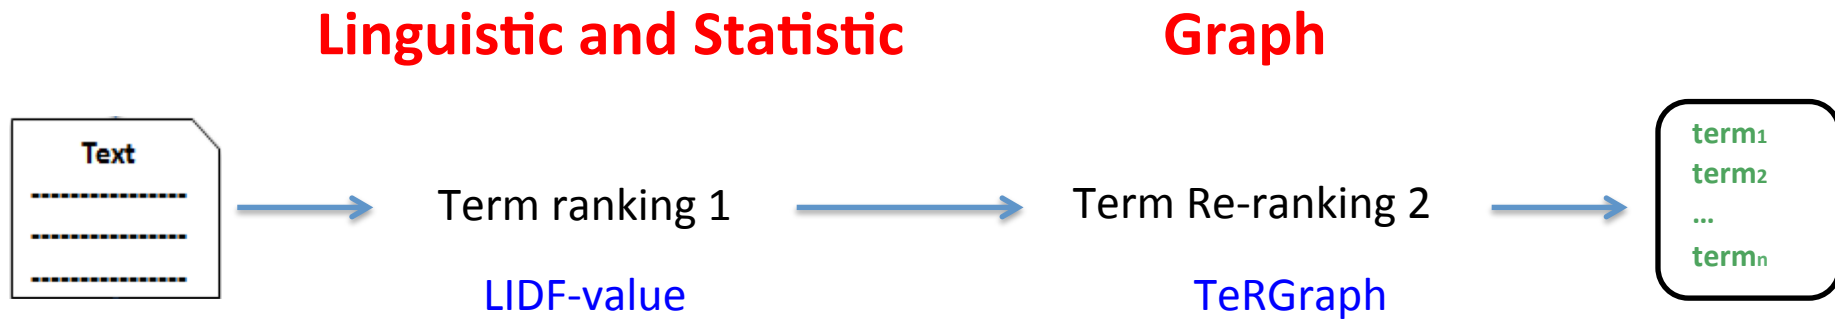 Linguistic and Statistic
Graph
Text
Term ranking 1
LIDF-value
Term Re-ranking 2
TeRGraph
term1
term2
...
termn